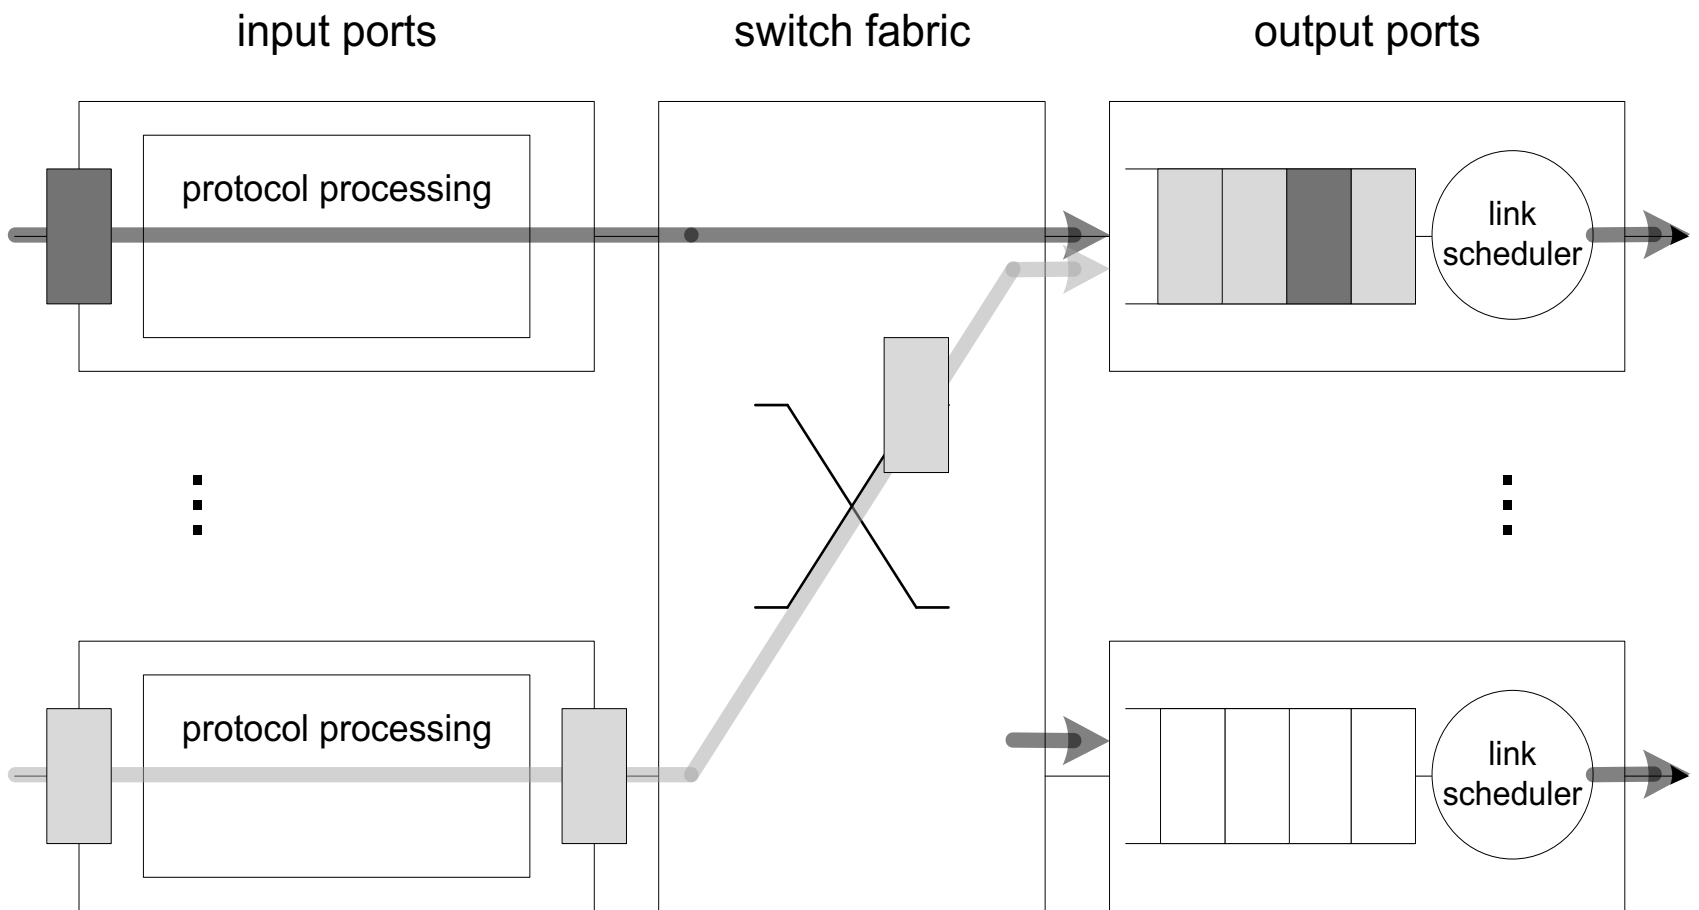 input ports
switch fabric
output ports
protocol processing
link
scheduler
protocol processing
link
scheduler